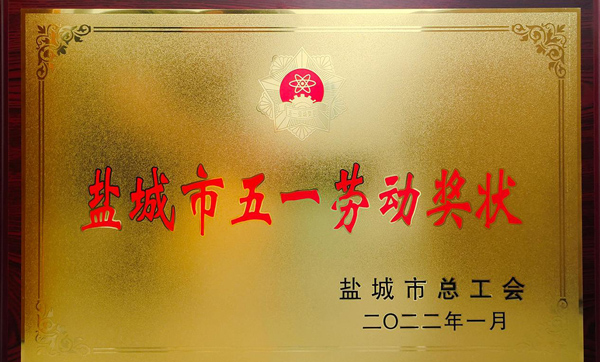 盐城市五一劳动奖状
盐城市总工会
二〇二二年一月